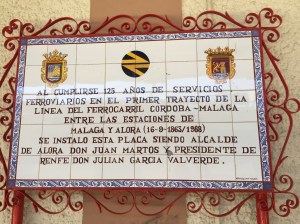 AL CUMPLIRSE 125 AÑOS DE SERVICIOS
FERROVIARIOS EN EL PRIMER TRAYECTO DE LA
LINEA DEL FERROCARRIL CORDOBA-MALAGA
ENTRE LAS ESTACIONES DE
MALAGA Y ALORA (16-9-1863/1988)
SE INSTALO ESTA PLACA SIENDO ALCALDE
DE ALORA DON JUAN MARTOS Y PRESIDENTE DE
RENFE DON JULIAN GARCIA VALVERDE.